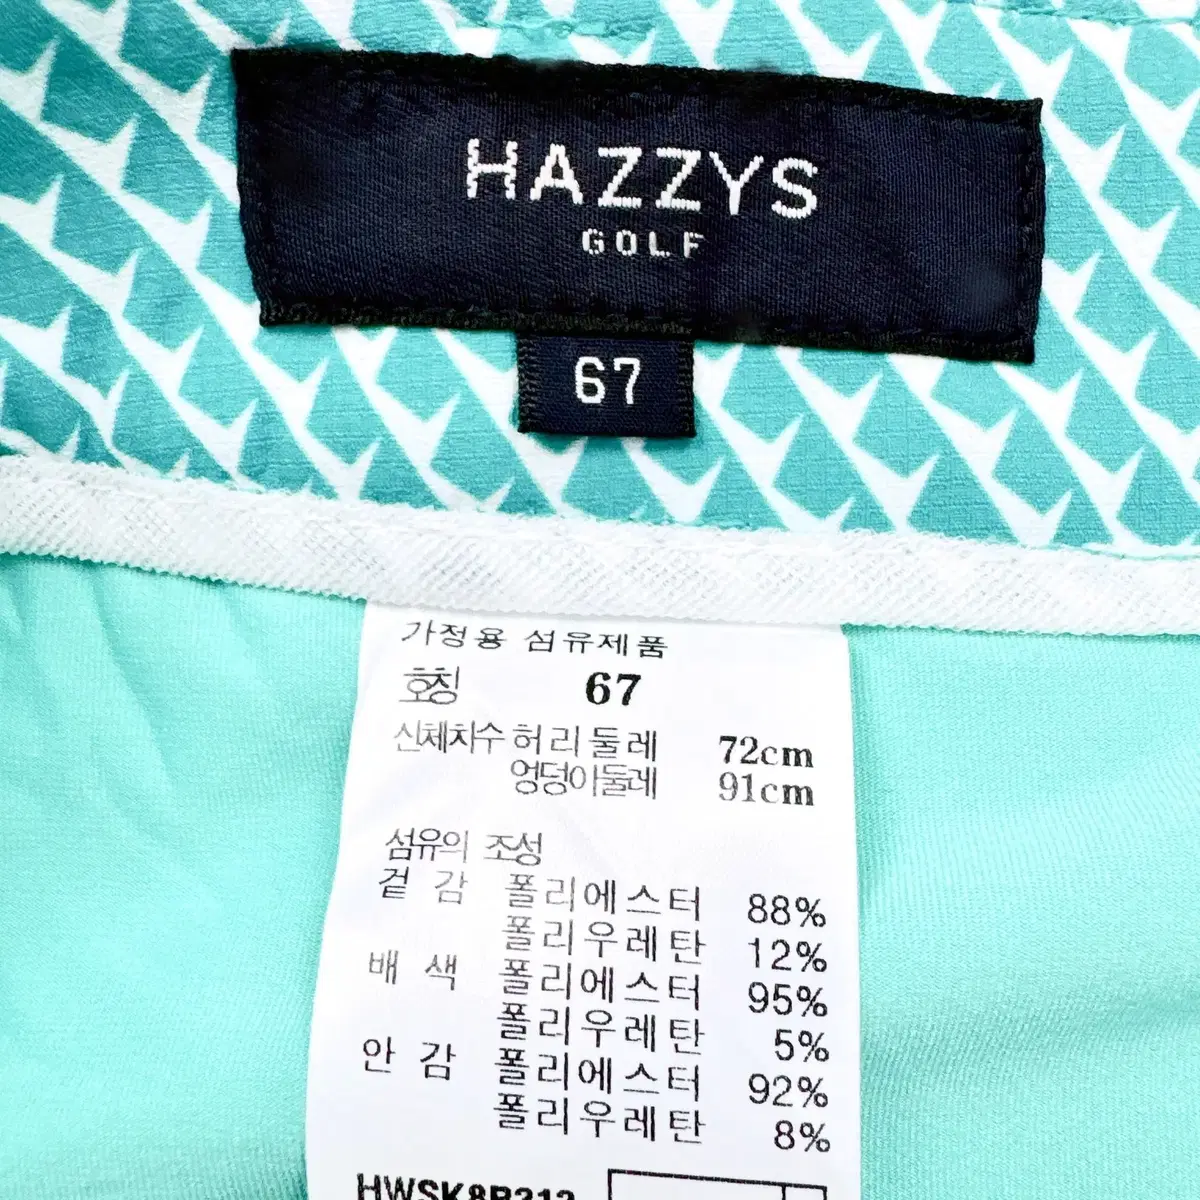 HAZZYS
GOLF
67
가정용 섬유제품
호칭 67
신체치수 허리둘레 72cm
엉덩이둘레 91cm
섬유의 조성
겉 감 폴리에스터 88%
폴리우레탄 12%
배 색 폴리에스터 95%
폴리우레탄 5%
안 감 폴리에스터 92%
폴리우레탄 8%